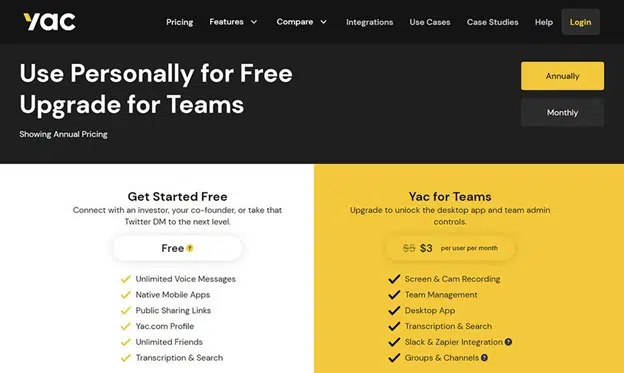 yac
Pricing
Features
Compare
Integrations
Use Cases
Case Studies
Help
Login
Use Personally for Free
Upgrade for Teams
Showing Annual Pricing
Annually
Monthly
Get Started Free
Connect with an investor, your co-founder, or take that
Twitter DM to the next level.
Free ?
Unlimited Voice Messages
Native Mobile Apps
Public Sharing Links
Yac.com Profile
Unlimited Friends
Transcription & Search
Yac for Teams
Upgrade to unlock the desktop app and team admin
controls.
$5 $3 per user per month
Screen & Cam Recording
Team Management
Desktop App
Transcription & Search
Slack & Zapier Integration ?
Groups & Channels ?